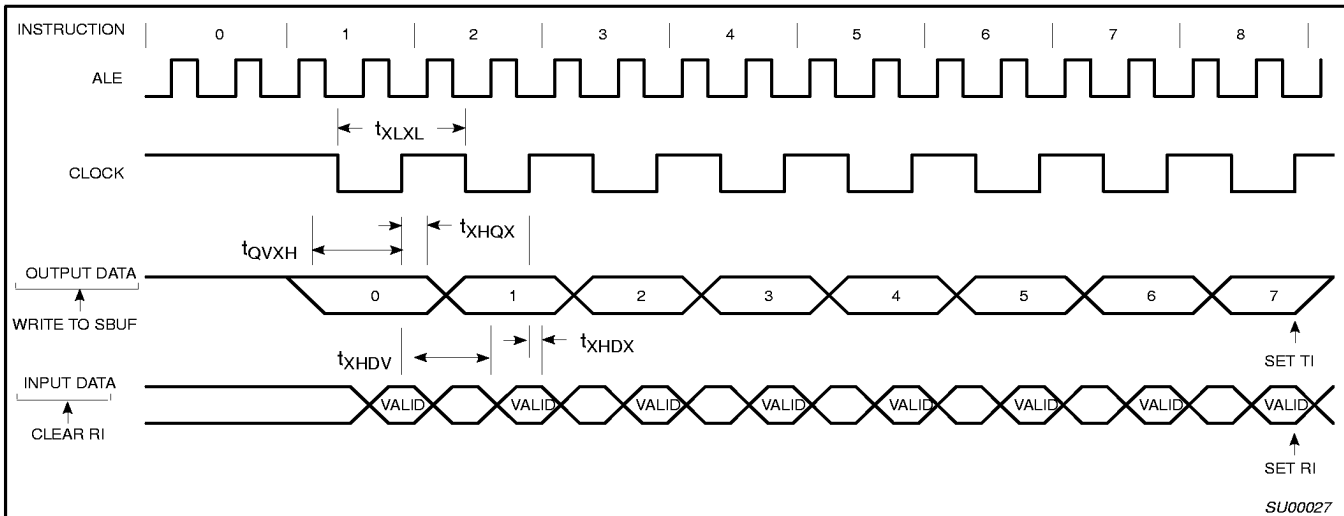 INSTRUCTION 0 1 2 3 4 5 6 7 8
ALE
tXLXL
CLOCK
tQVXH tXHQX
OUTPUT DATA 0 1 2 3 4 5 6 7
WRITE TO SBUF
tXHDV tXHDX
SET TI
INPUT DATA VALID VALID VALID VALID VALID VALID VALID VALID
CLEAR RI
SET RI
SU00027